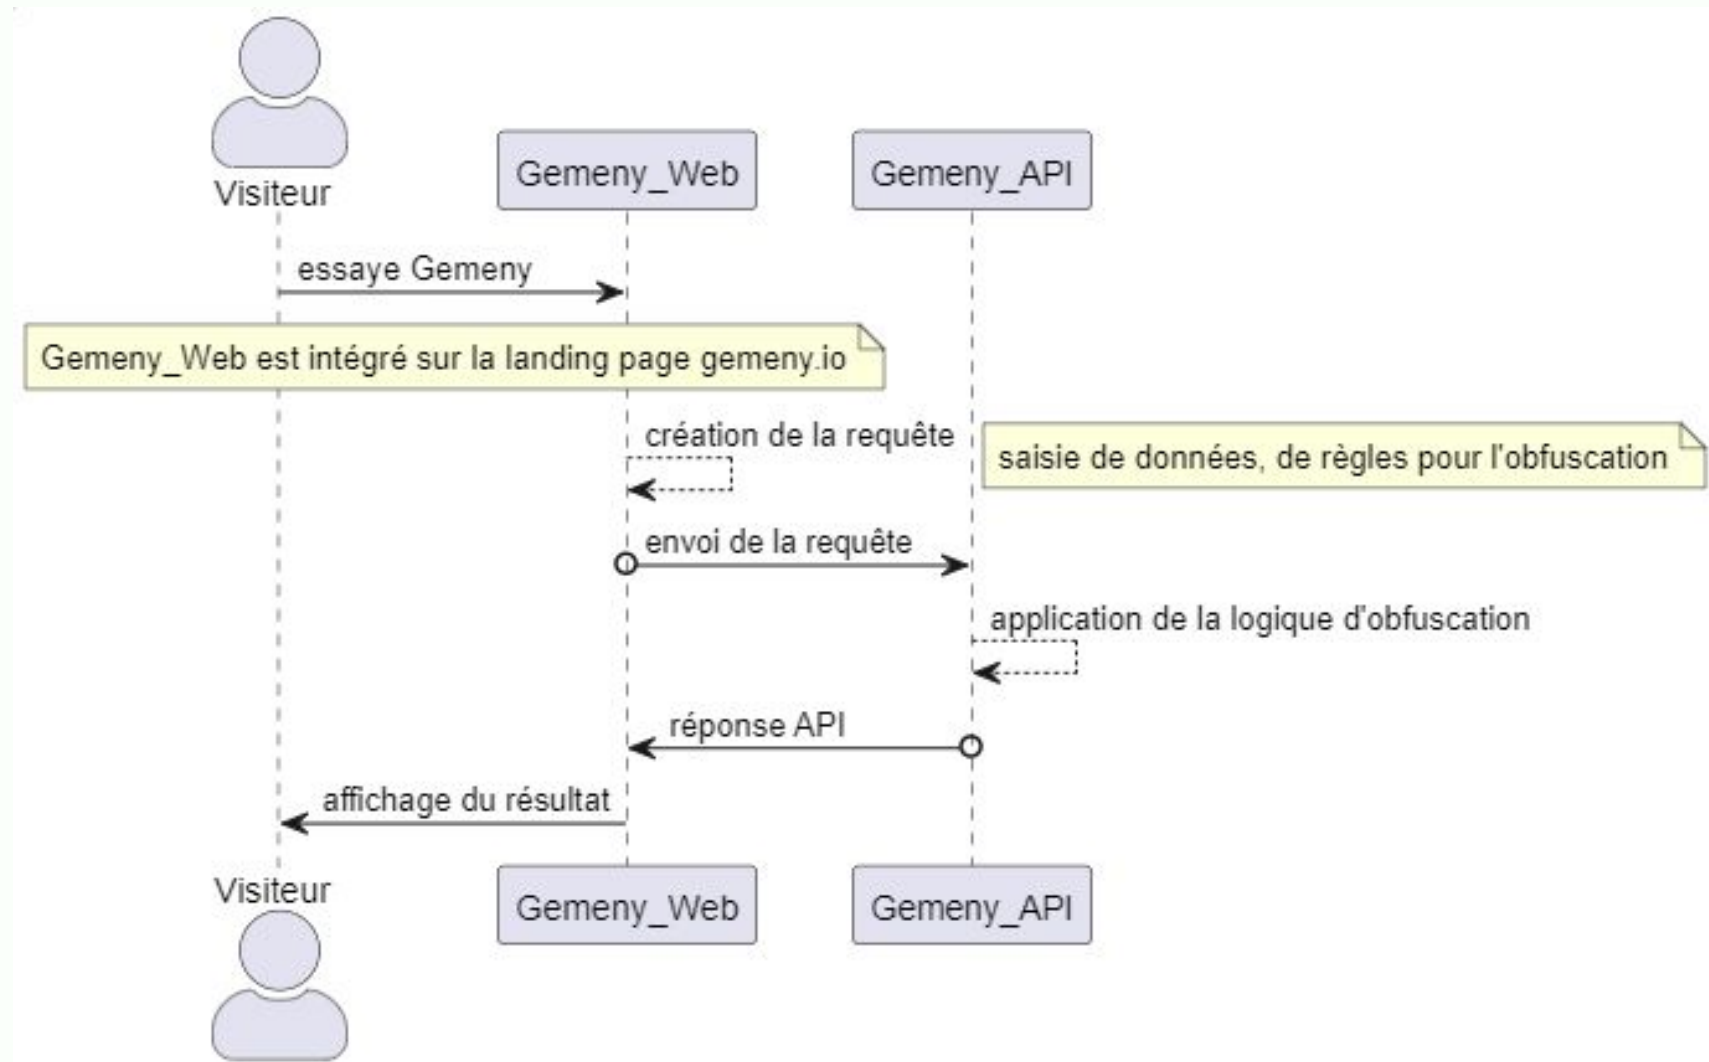 Visiteur
Gemeny_Web
Gemeny_API
essaye Gemeny
Gemeny_Web est intégré sur la landing page gemeny.io
création de la requête
saisie de données, de règles pour l'obfuscation
envoi de la requête
application de la logique d'obfuscation
réponse API
affichage du résultat
Visiteur
Gemeny_Web
Gemeny_API